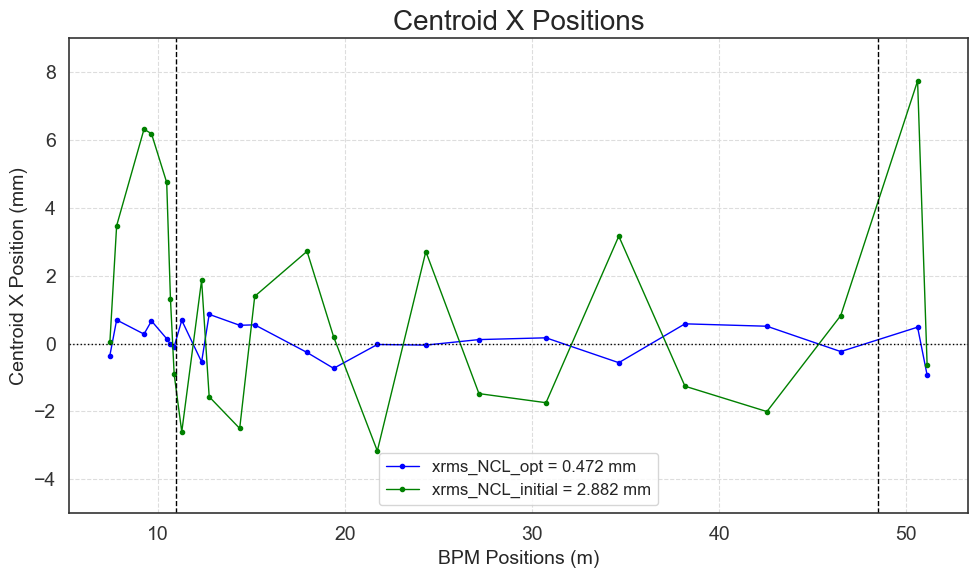 Centroid X Positions
Centroid X Position (mm)
8
6
4
2
0
−2
−4
xrms_NCL_opt = 0.472 mm
xrms_NCL_initial = 2.882 mm
10 20 30 40 50
BPM Positions (m)